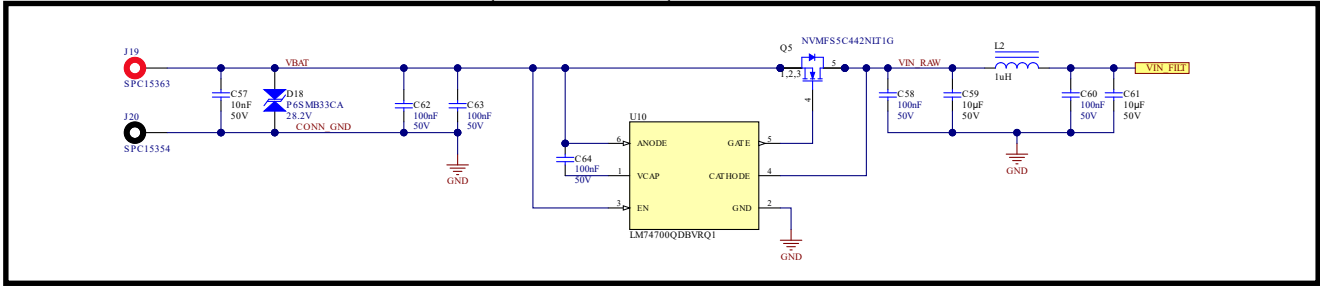 J19
SPC15363
J20
SPC15354
VBAT
C57
10nF
50V
D18
P6SMB33CA
28.2V
CONN_GND
C62
100nF
50V
C63
100nF
50V
GND
C64
100nF
50V
U10
6 ANODE
1 VCAP
3 EN
GATE 5
CATHODE 4
GND 2
LM74700QDBVRQ1
GND
Q5
NVMFS5C442NLT1G
1,2,3
5
4
VIN_RAW
C58
100nF
50V
C59
10µF
50V
L2
1uH
GND
C60
100nF
50V
C61
10µF
50V
VIN_FILT